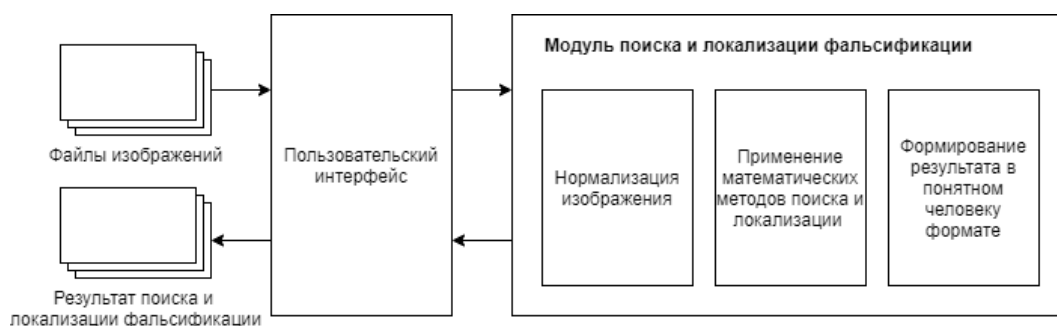 Файлы изображений
Результат поиска и
локализации фальсификации
Пользовательский
интерфейс
Модуль поиска и локализации фальсификации
Нормализация
изображения
Применение
математических
методов поиска и
локализации
Формирование
результата в
понятном
человеку
формате